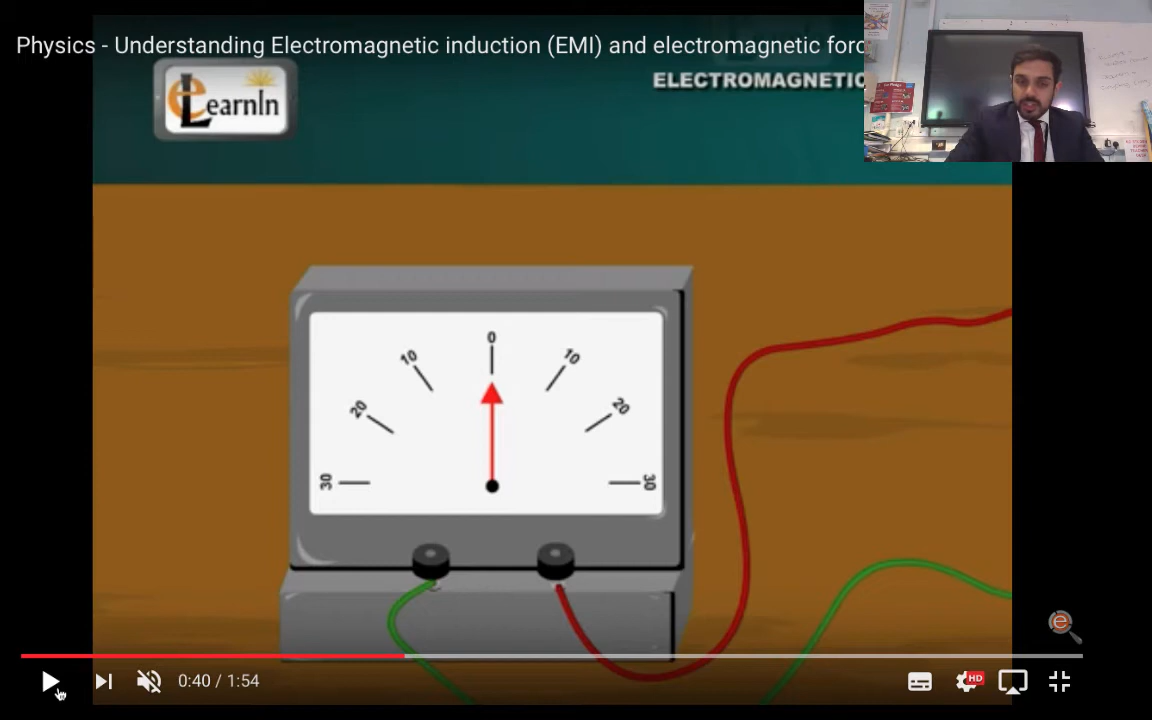 Physics - Understanding Electromagnetic induction (EMI) and electromagnetic forc
eLearnIn
ELECTROMAGNETIC
0
10
10
20
20
30
30
e
0:40 / 1:54
HD